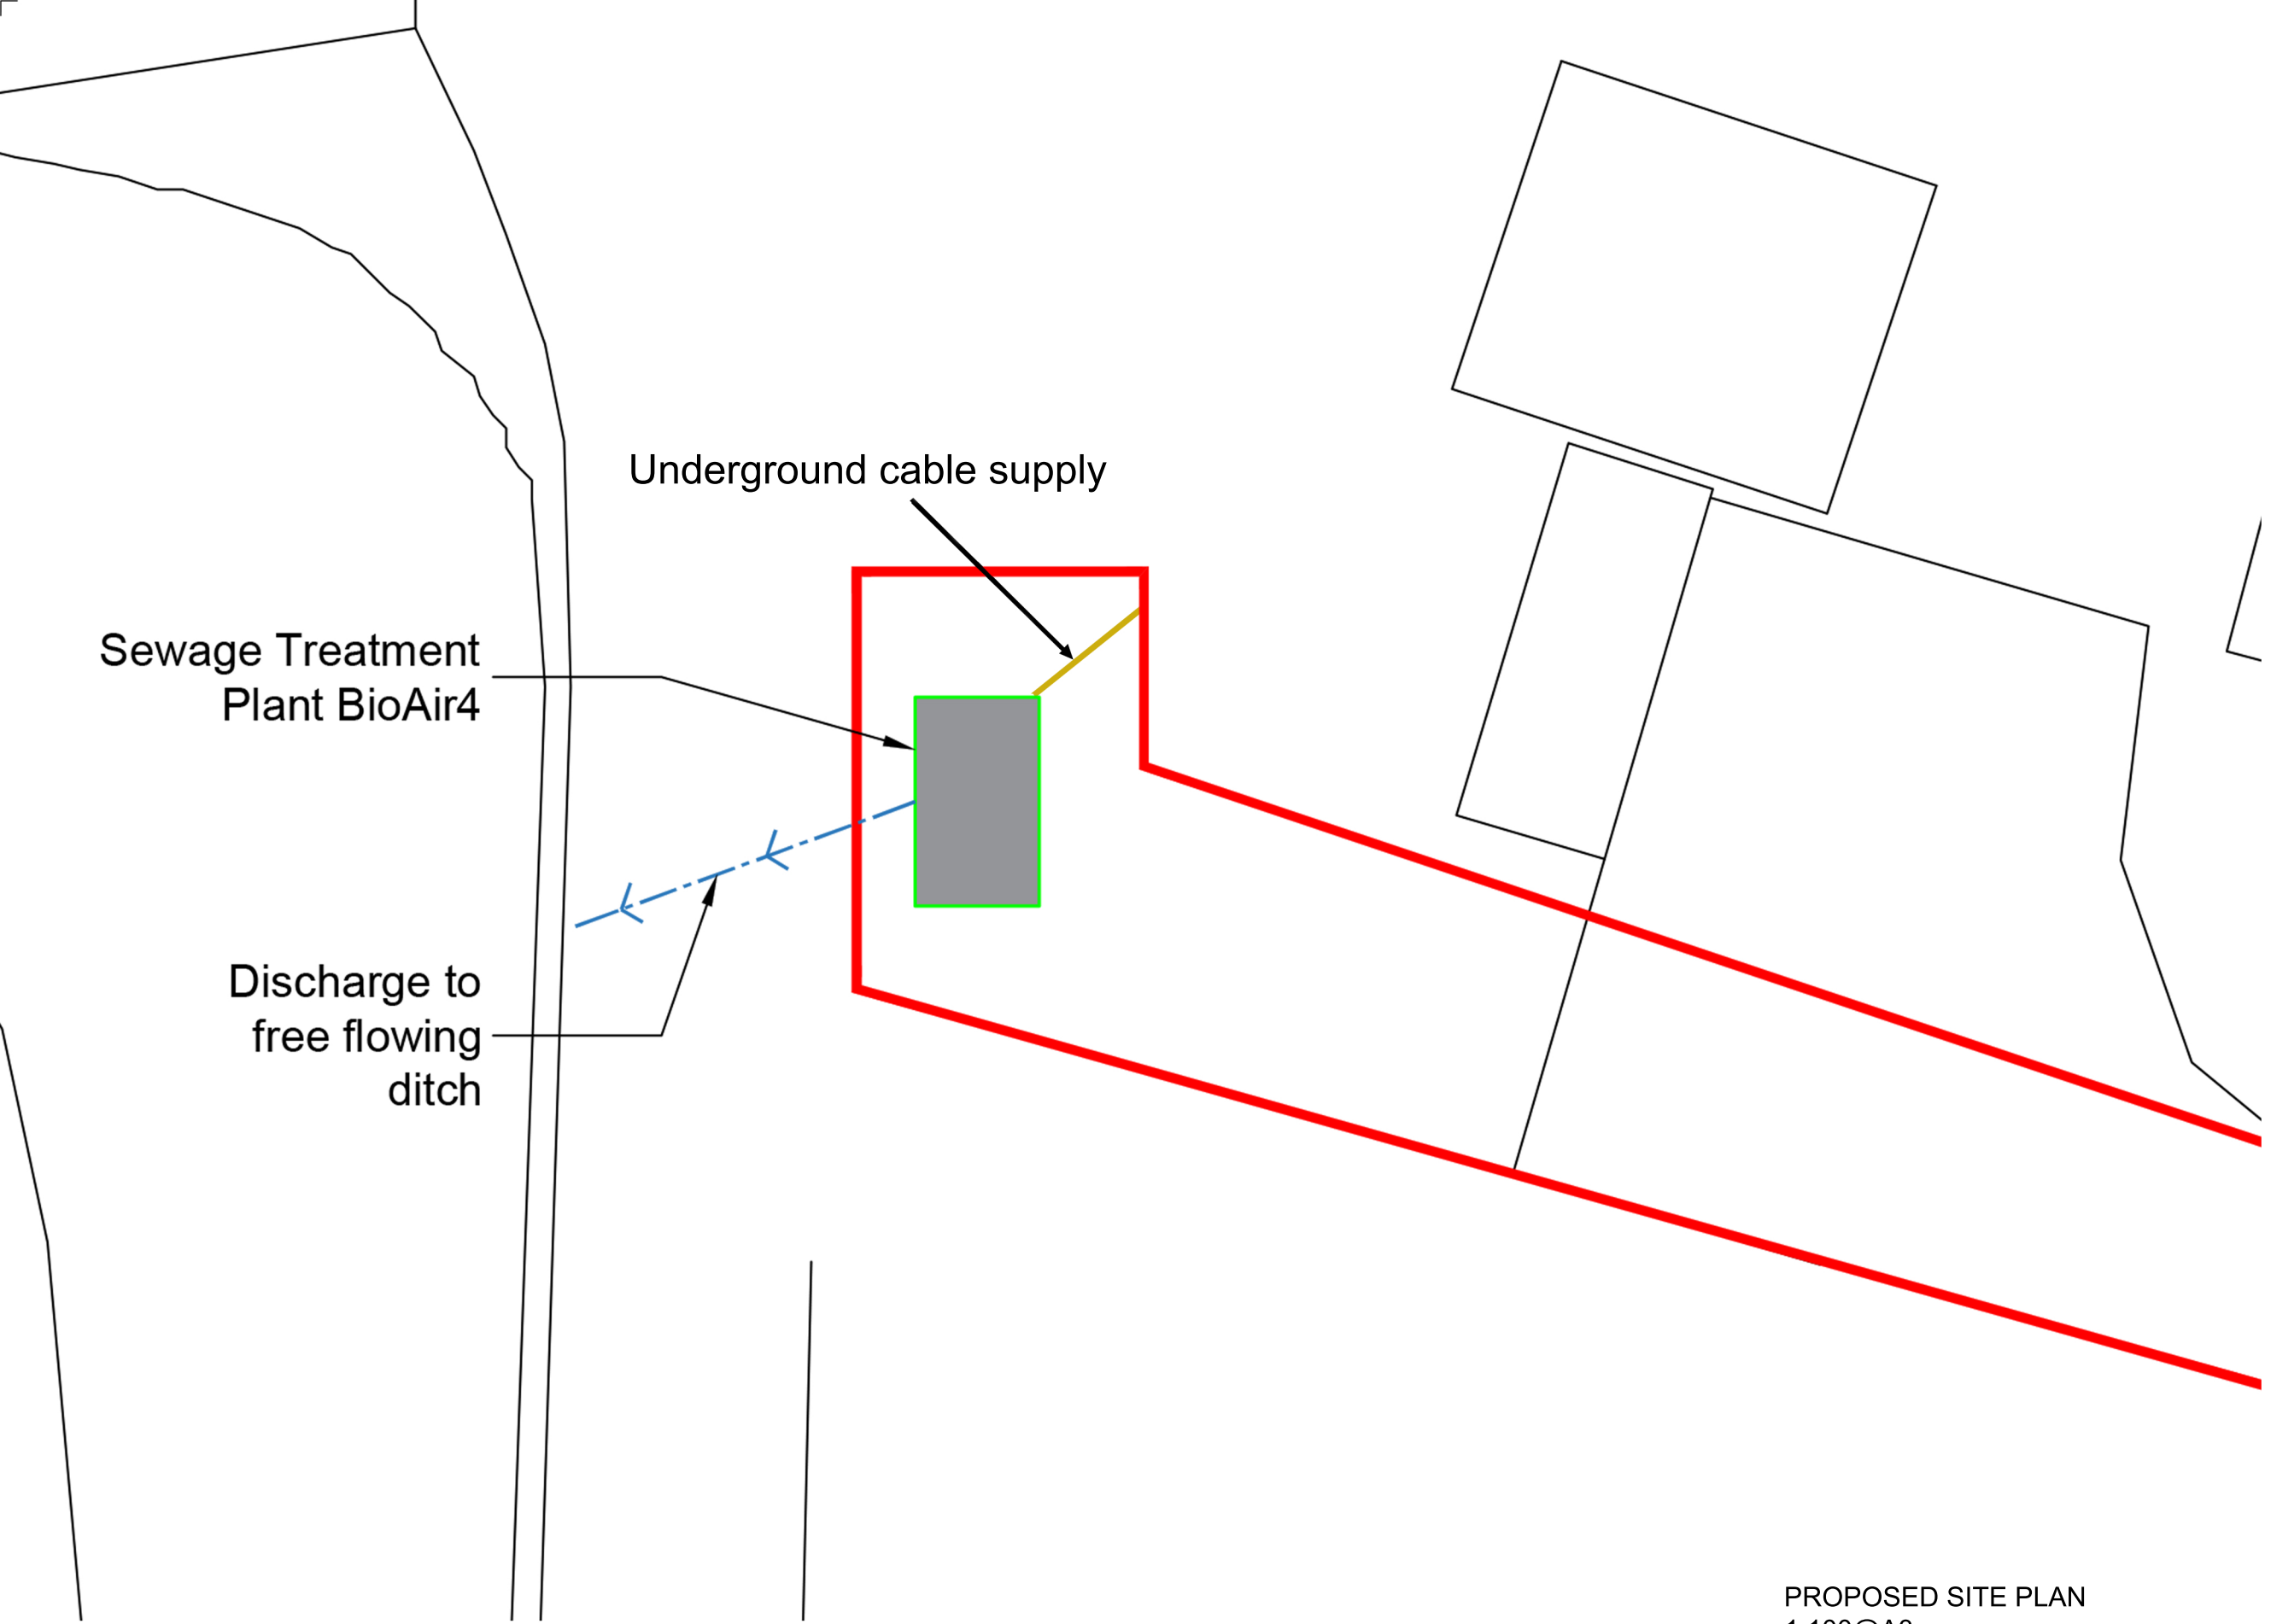 Underground cable supply
Sewage Treatment
Plant BioAir4
Discharge to
free flowing
ditch
PROPOSED SITE PLAN